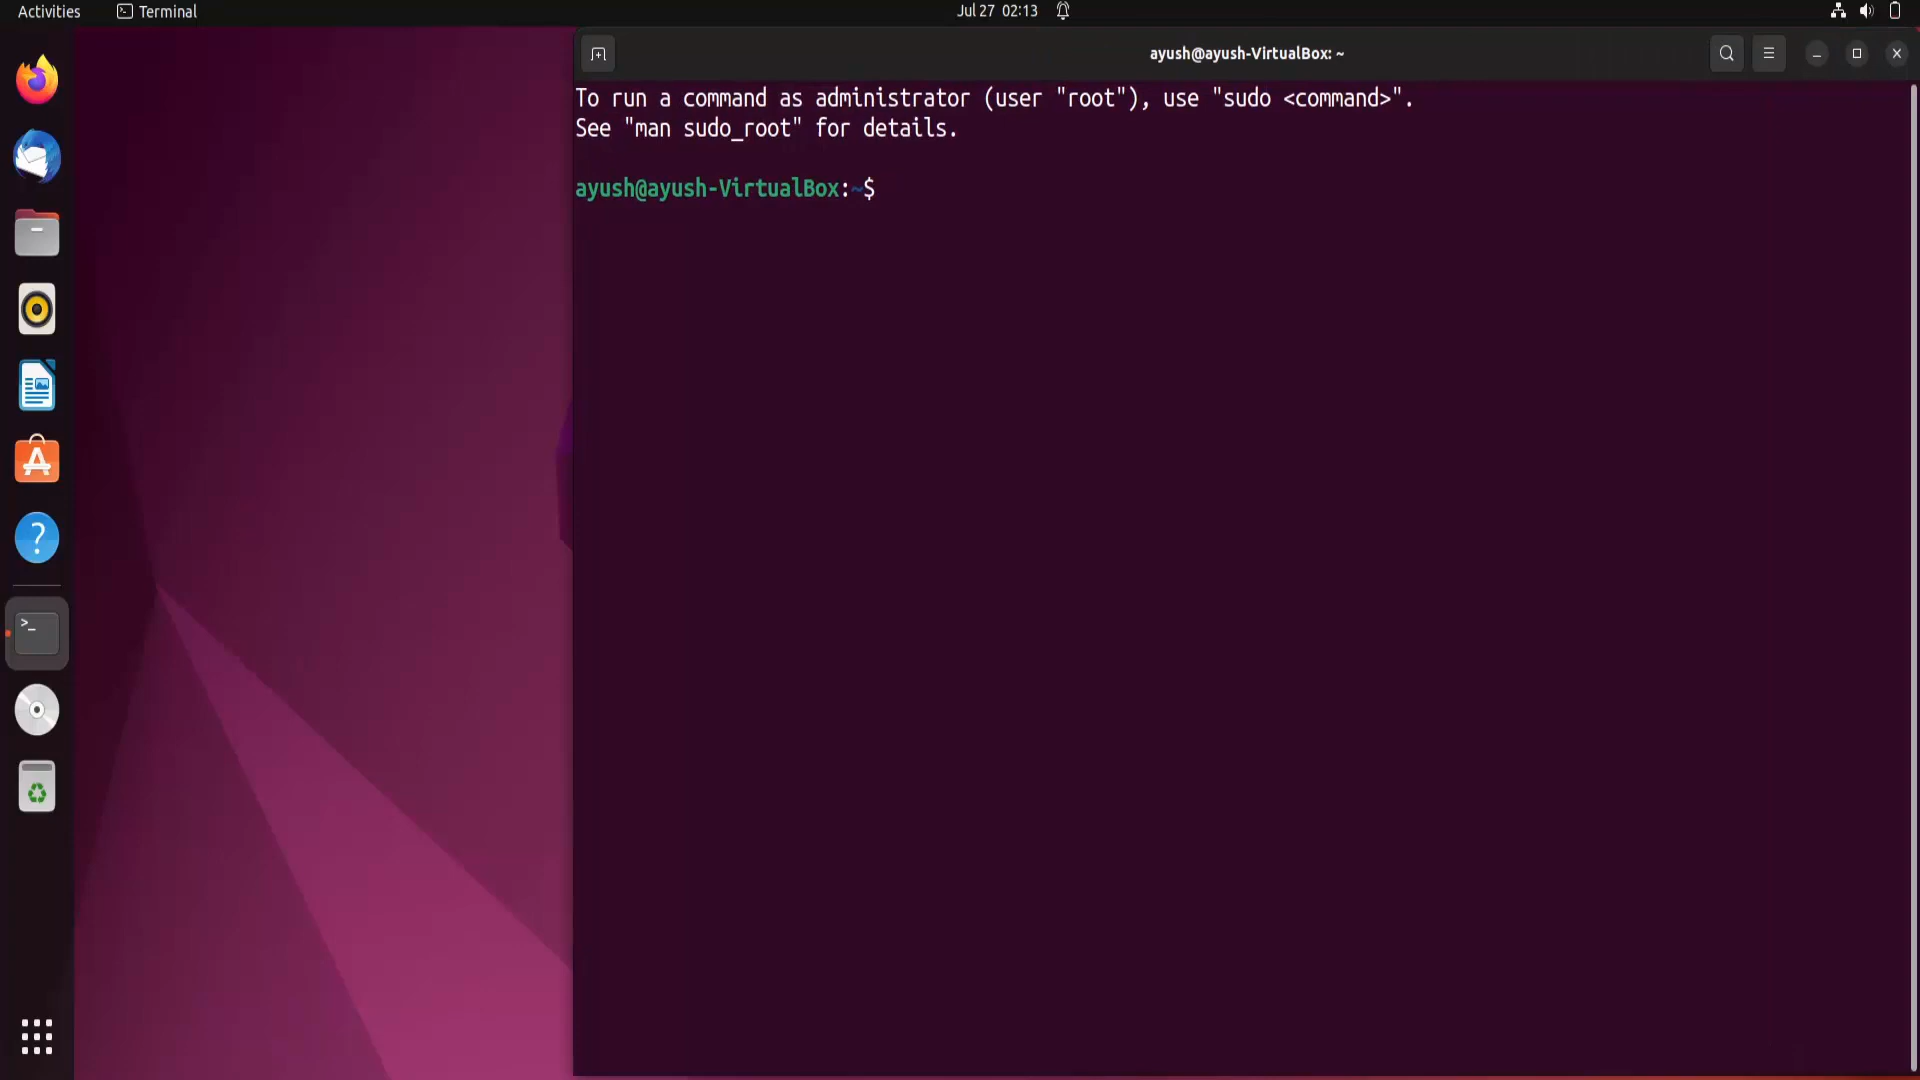 Activities
Terminal
Jul 27 02:13
ayush@ayush-VirtualBox: ~
To run a command as administrator (user "root"), use "sudo <command>".
See "man sudo_root" for details.
ayush@ayush-VirtualBox:~$